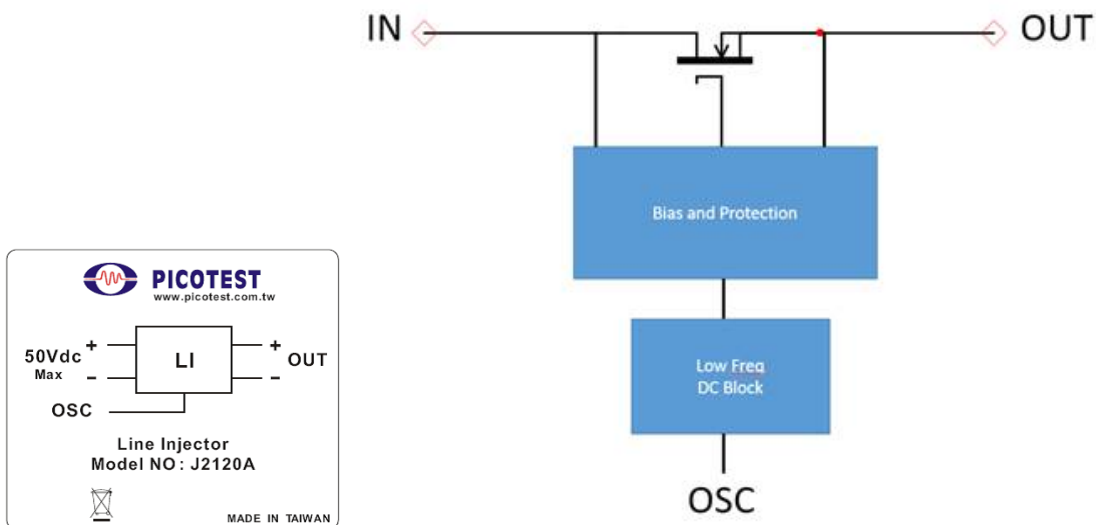 IN
OUT
Bias and Protection
Low Freq
DC Block
OSC
PICOTEST
www.picotest.com.tw
50Vdc
Max
+
-
LI
+
-
OUT
OSC
Line Injector
Model NO : J2120A
MADE IN TAIWAN